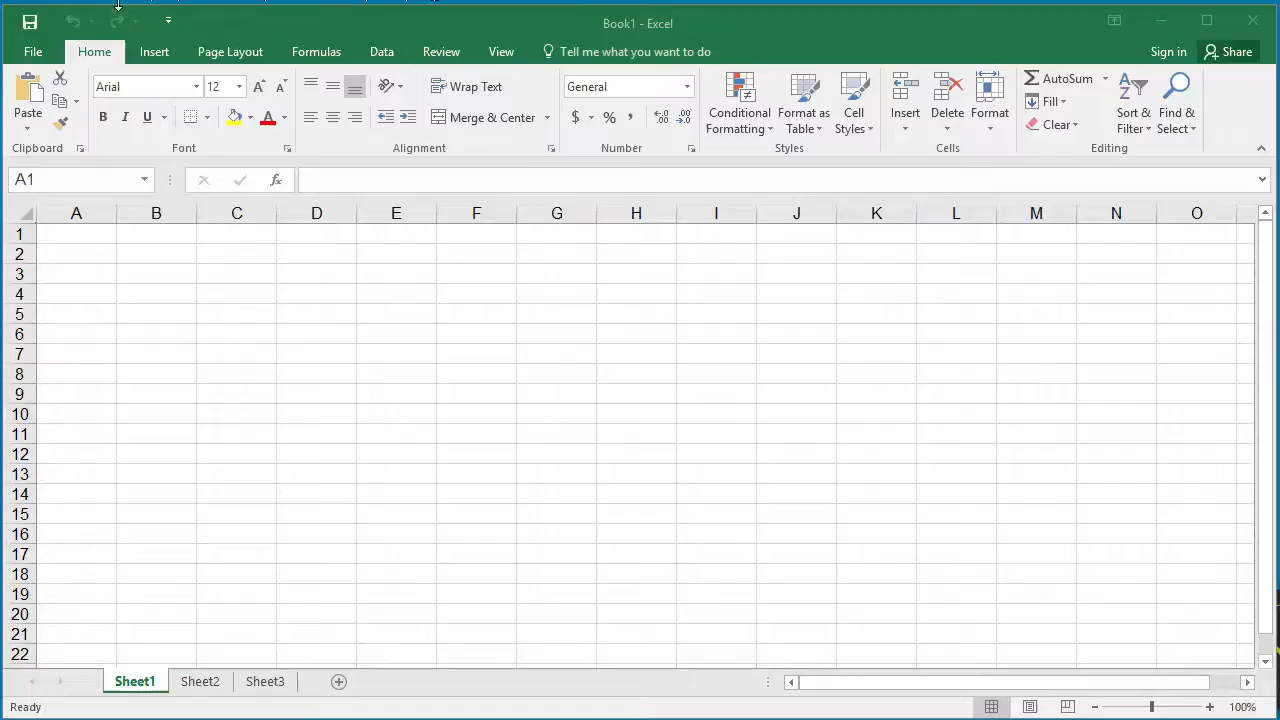 Book1 - Excel
File Home Insert Page Layout Formulas Data Review View Tell me what you want to do Sign in Share
Arial 12 Wrap Text General Conditional Formatting Format as Table Cell Styles Insert Delete Format AutoSum Fill Clear Sort & Filter Find & Select
Paste B I U Merge & Center $ % ,
Clipboard Font Alignment Number Styles Cells Editing
A1 fx
A B C D E F G H I J K L M N O
1
2
3
4
5
6
7
8
9
10
11
12
13
14
15
16
17
18
19
20
21
22
Sheet1 Sheet2 Sheet3
Ready 100%